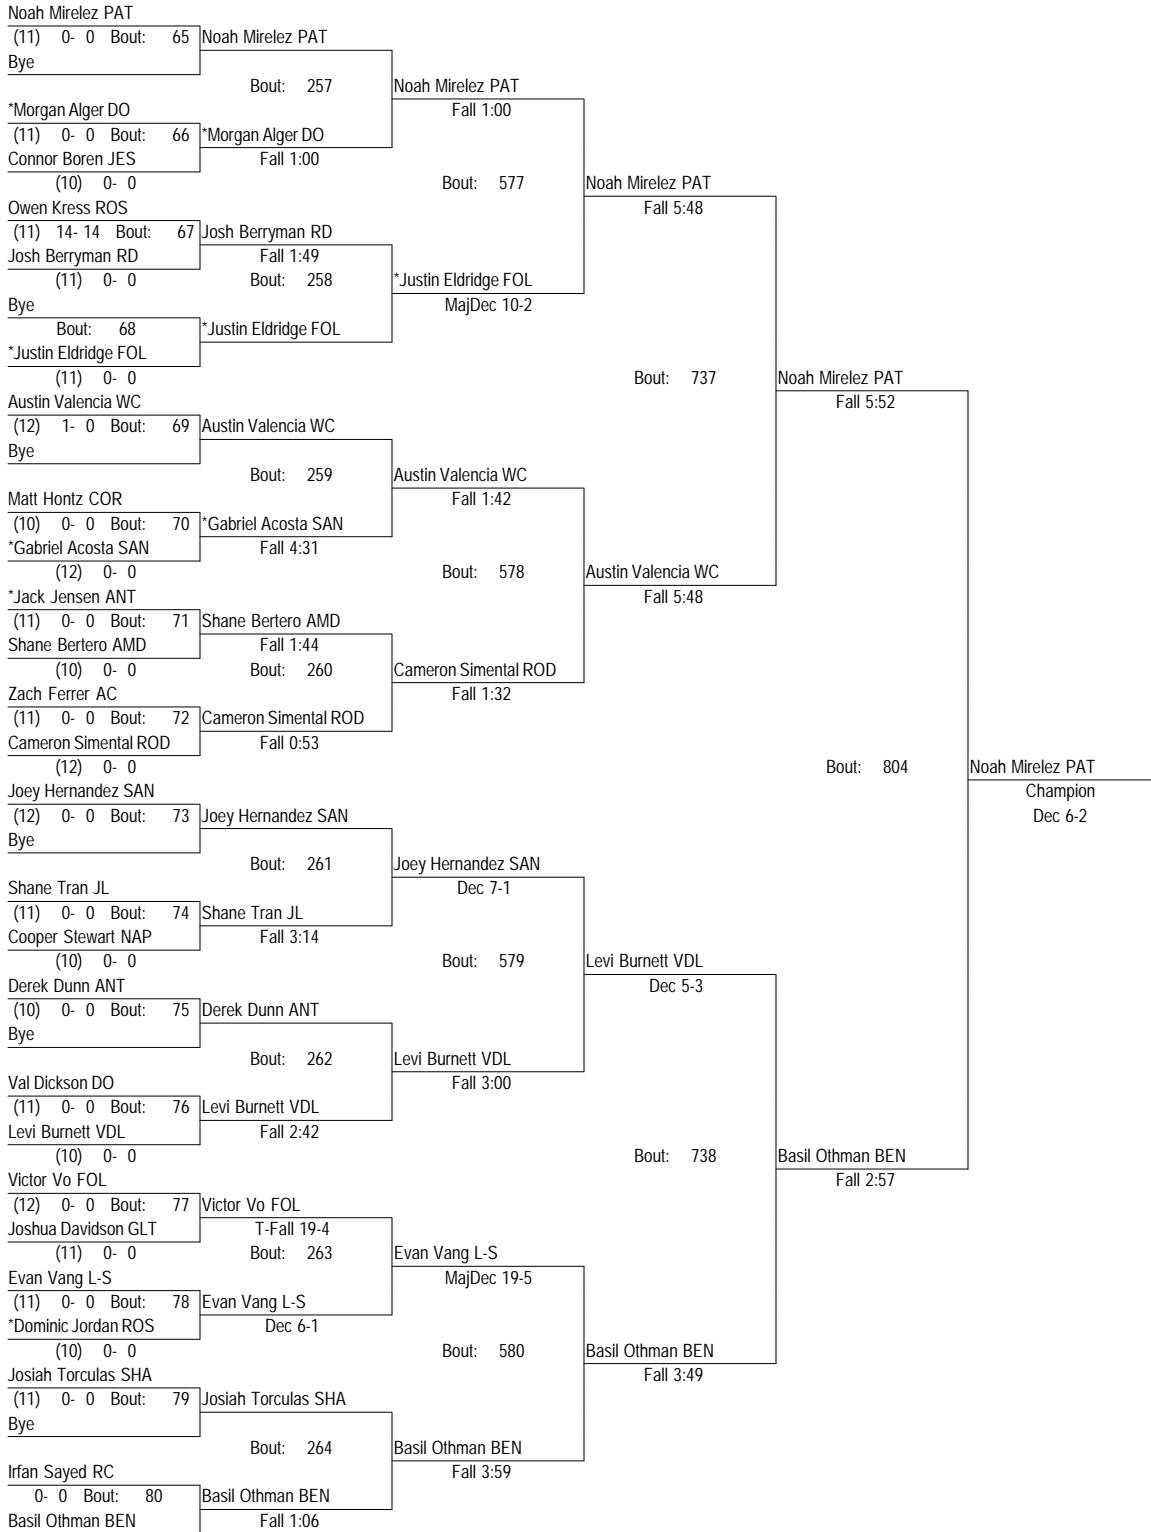 Noah Mirelez PAT
(11) 0- 0 Bout: 65 Noah Mirelez PAT
Bye
Bout: 257 Noah Mirelez PAT
*Morgan Alger DO Fall 1:00
(11) 0- 0 Bout: 66 *Morgan Alger DO
Connor Boren JES Fall 1:00
(10) 0- 0 Bout: 577 Noah Mirelez PAT
Owen Kress ROS Fall 5:48
(11) 14- 14 Bout: 67 Josh Berryman RD
Josh Berryman RD Fall 1:49
(11) 0- 0 Bout: 258 *Justin Eldridge FOL
Bye MajDec 10-2
Bout: 68 *Justin Eldridge FOL
*Justin Eldridge FOL
(11) 0- 0 Bout: 737 Noah Mirelez PAT
Austin Valencia WC Fall 5:52
(12) 1- 0 Bout: 69 Austin Valencia WC
Bye
Bout: 259 Austin Valencia WC
Matt Hontz COR Fall 1:42
(10) 0- 0 Bout: 70 *Gabriel Acosta SAN
*Gabriel Acosta SAN Fall 4:31
(12) 0- 0 Bout: 578 Austin Valencia WC
*Jack Jensen ANT Fall 5:48
(11) 0- 0 Bout: 71 Shane Bertero AMD
Shane Bertero AMD Fall 1:44
(10) 0- 0 Bout: 260 Cameron Simental ROD
Zach Ferrer AC Fall 1:32
(11) 0- 0 Bout: 72 Cameron Simental ROD
Cameron Simental ROD Fall 0:53
(12) 0- 0 Bout: 804 Noah Mirelez PAT
Joey Hernandez SAN Champion
(12) 0- 0 Bout: 73 Joey Hernandez SAN Dec 6-2
Bye
Bout: 261 Joey Hernandez SAN
Shane Tran JL Dec 7-1
(11) 0- 0 Bout: 74 Shane Tran JL
Cooper Stewart NAP Fall 3:14
(10) 0- 0 Bout: 579 Levi Burnett VDL
Derek Dunn ANT Dec 5-3
(10) 0- 0 Bout: 75 Derek Dunn ANT
Bye
Bout: 262 Levi Burnett VDL
Val Dickson DO Fall 3:00
(11) 0- 0 Bout: 76 Levi Burnett VDL
Levi Burnett VDL Fall 2:42
(10) 0- 0 Bout: 738 Basil Othman BEN
Victor Vo FOL Fall 2:57
(12) 0- 0 Bout: 77 Victor Vo FOL
Joshua Davidson GLT T-Fall 19-4
(11) 0- 0 Bout: 263 Evan Vang L-S
Evan Vang L-S MajDec 19-5
(11) 0- 0 Bout: 78 Evan Vang L-S
*Dominic Jordan ROS Dec 6-1
(10) 0- 0 Bout: 580 Basil Othman BEN
Josiah Torculas SHA Fall 3:49
(11) 0- 0 Bout: 79 Josiah Torculas SHA
Bye
Bout: 264 Basil Othman BEN
Irfan Sayed RC Fall 3:59
0- 0 Bout: 80 Basil Othman BEN
Basil Othman BEN Fall 1:06